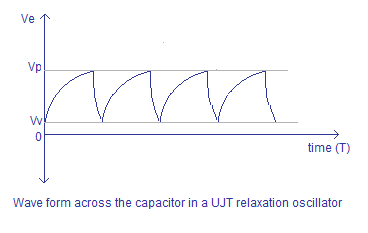 Ve
Vp
Vv
0
time (T)
Wave form across the capacitor in a UJT relaxation oscillator